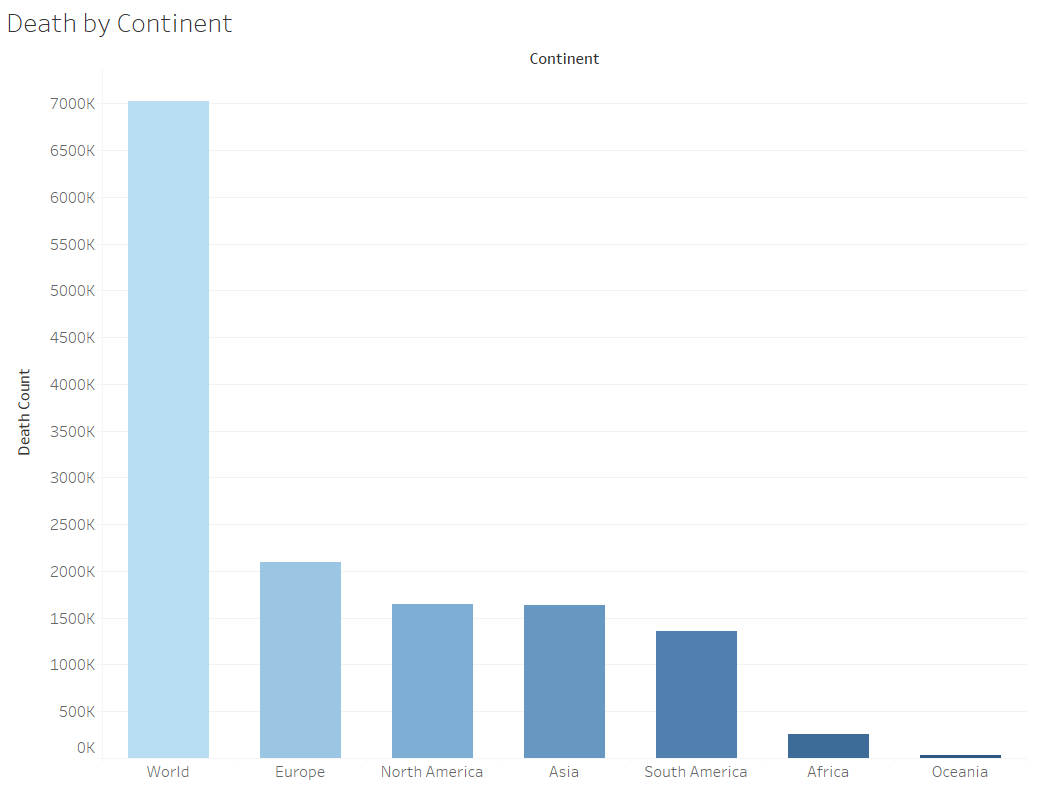 Death by Continent
Continent
7000K
6500K
6000K
5500K
5000K
4500K
4000K
3500K
3000K
2500K
2000K
1500K
1000K
500K
0K
Death Count
World
Europe
North America
Asia
South America
Africa
Oceania